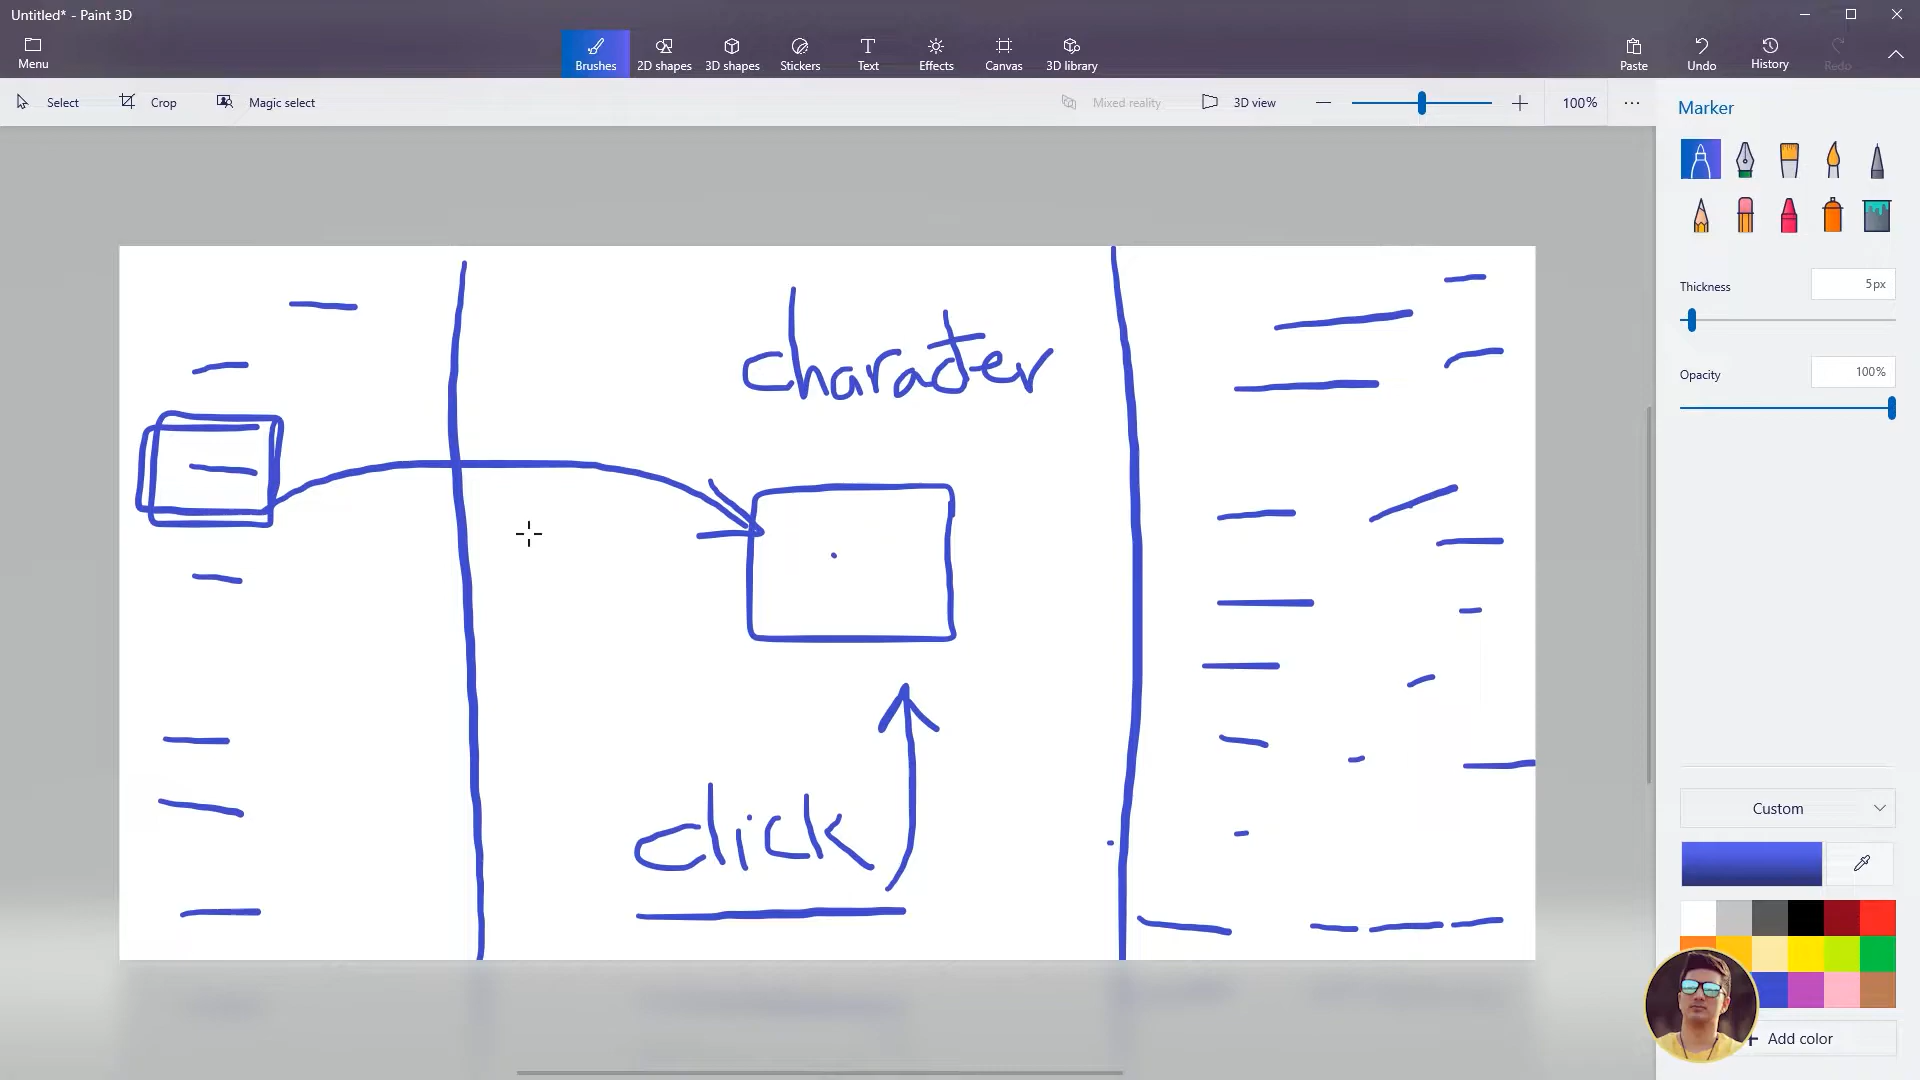 Untitled* - Paint 3D
Menu
Brushes
2D shapes
3D shapes
Stickers
Text
Effects
Canvas
3D library
Paste
Undo
History
Redo
Select
Crop
Magic select
Mixed reality
3D view
100%
Marker
Thickness
5px
Opacity
100%
character
click
Custom
Add color